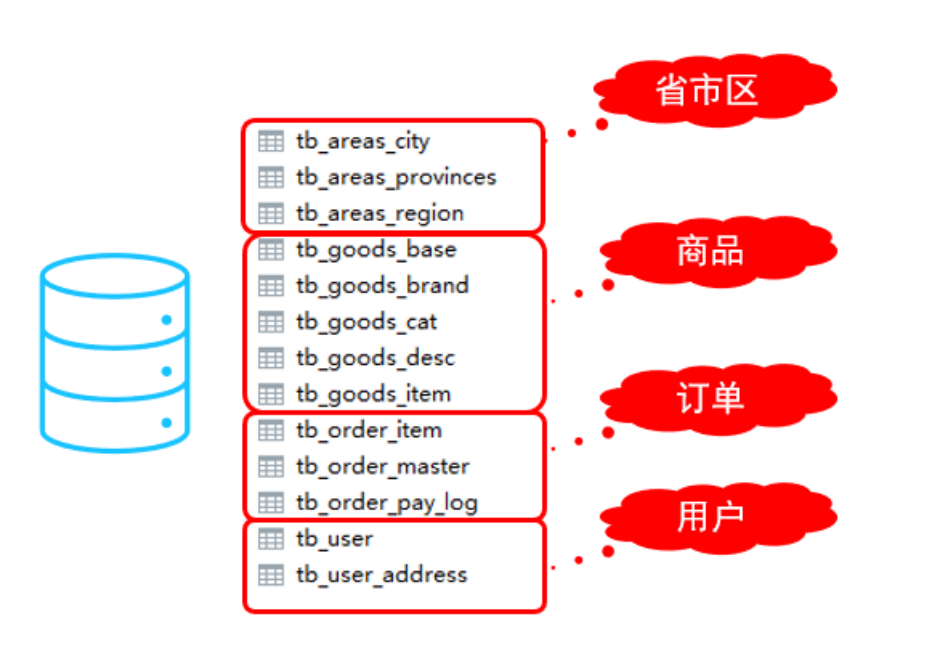 省市区
tb_areas_city
tb_areas_provinces
tb_areas_region
商品
tb_goods_base
tb_goods_brand
tb_goods_cat
tb_goods_desc
tb_goods_item
订单
tb_order_item
tb_order_master
tb_order_pay_log
用户
tb_user
tb_user_address